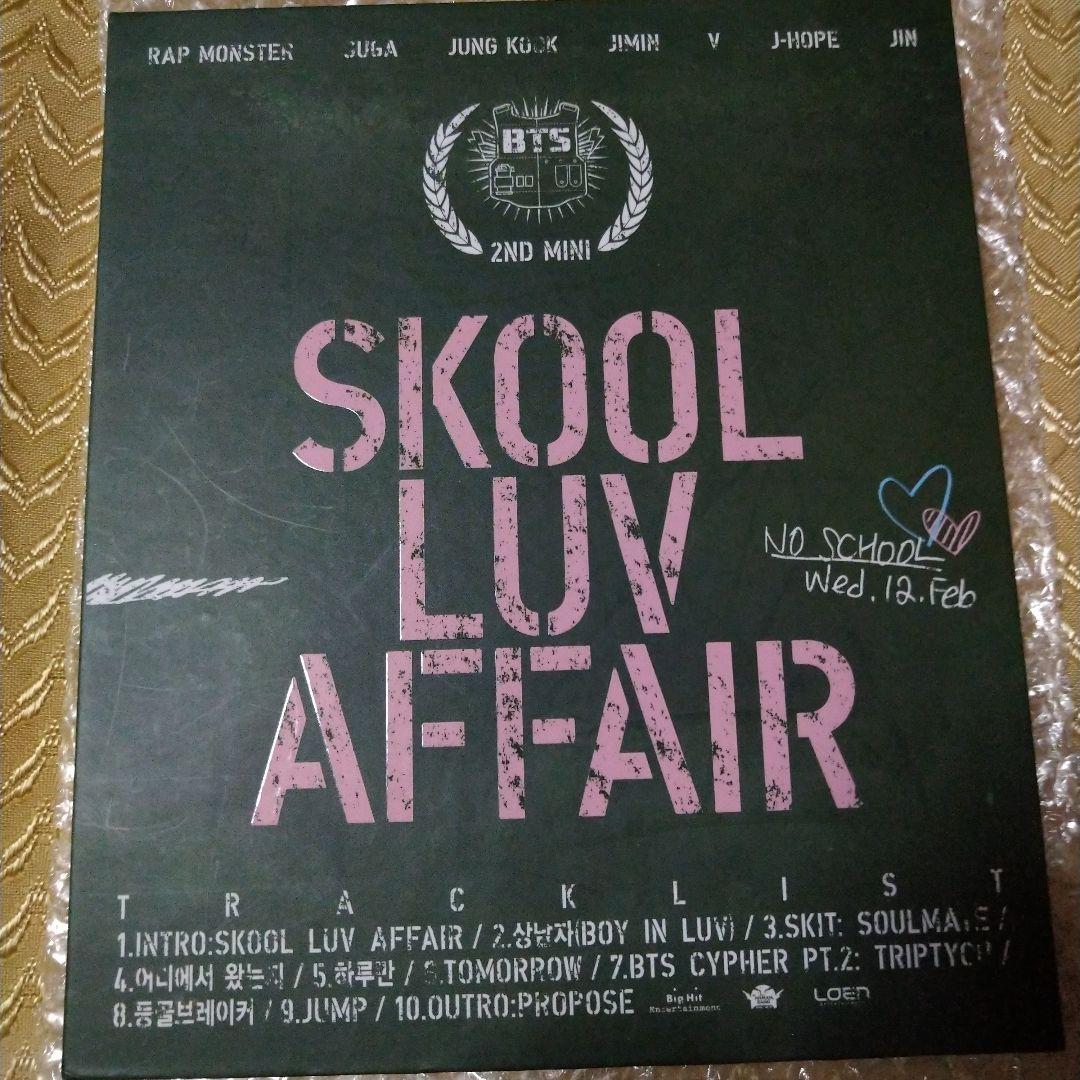 RAP MONSTER SUGA JUNG KOOK JIMIN V J-HOPE JIN
BTS
2ND MINI
SKOOL
LUV
AFFAIR
NO SCHOOL
Wed.12.Feb
TRACKLIST
1.INTRO:SKOOL LUV AFFAIR / 2.상남자(BOY IN LUV) / 3.SKIT: SOULMATE /
4.어디에서 왔는지 / 5.하루만 / 6.TOMORROW / 7.BTS CYPHER PT.2: TRIPTYCH /
8.등골브레이커 / 9.JUMP / 10.OUTRO:PROPOSE
Big Hit
Entertainment
LOEN